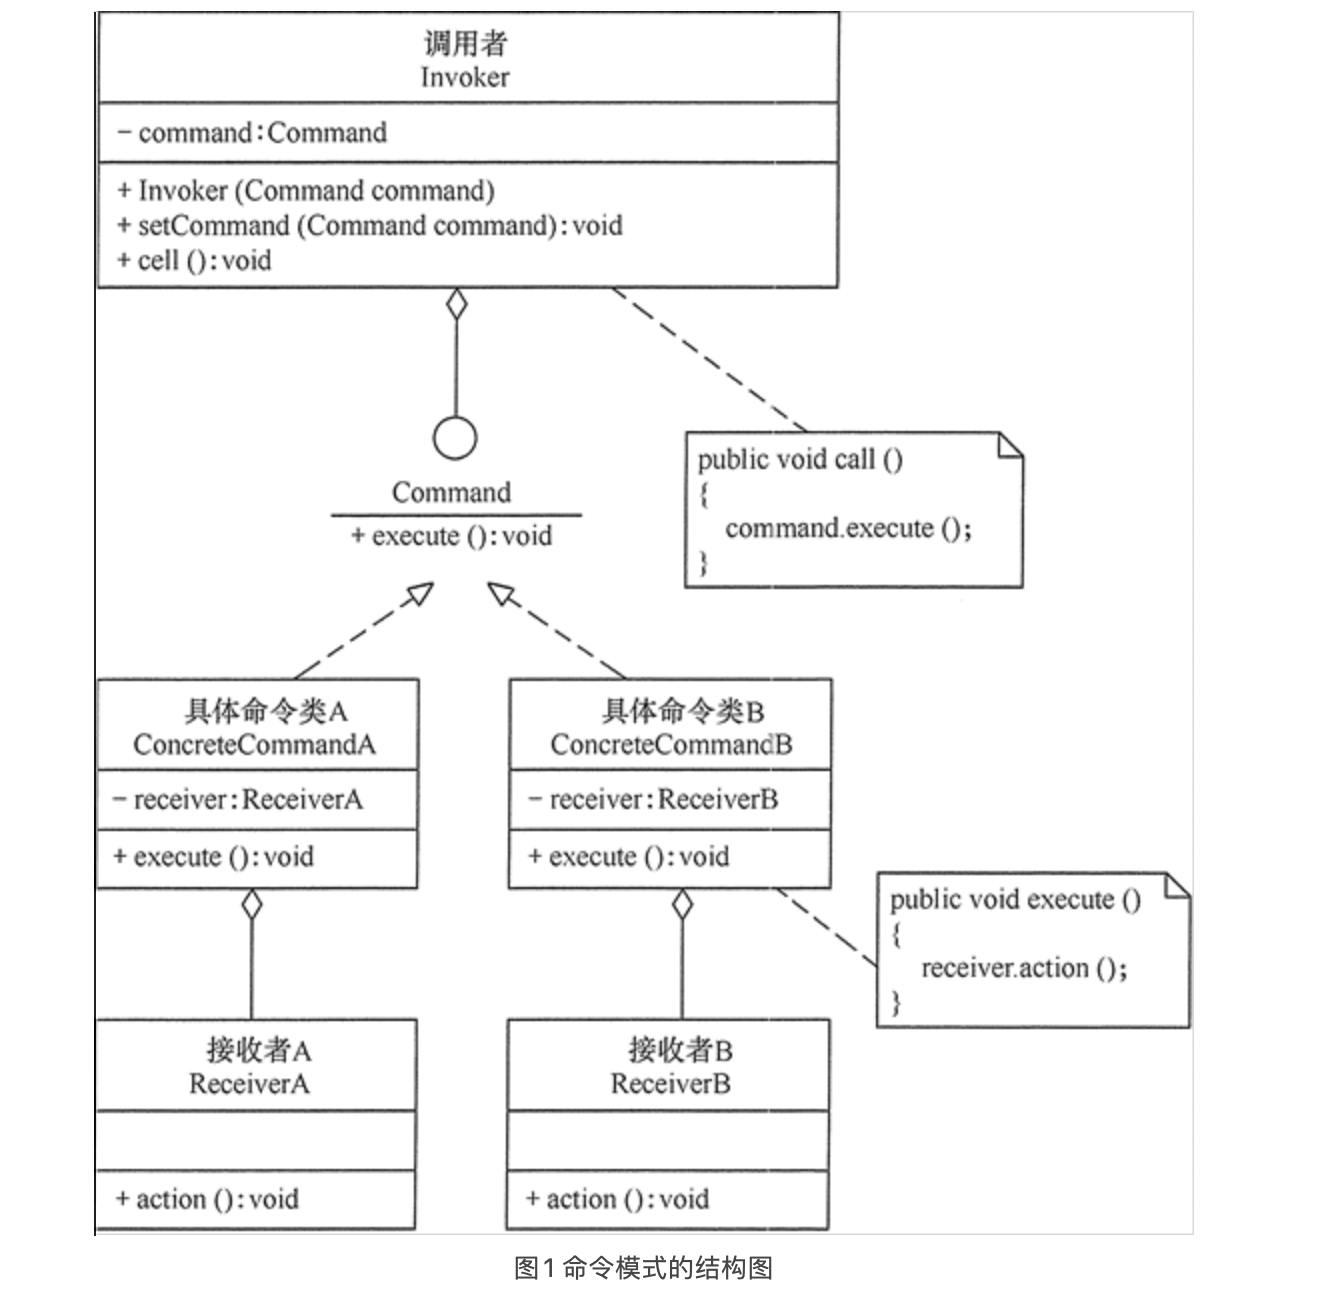 调用者
Invoker
- command:Command
+ Invoker (Command command)
+ setCommand (Command command):void
+ cell ():void
Command
+ execute ():void
public void call ()
{
command.execute ();
}
具体命令类A
ConcreteCommandA
- receiver:ReceiverA
+ execute ():void
具体命令类B
ConcreteCommandB
- receiver:ReceiverB
+ execute ():void
public void execute ()
{
receiver.action ();
}
接收者A
ReceiverA
+ action ():void
接收者B
ReceiverB
+ action ():void
图1 命令模式的结构图